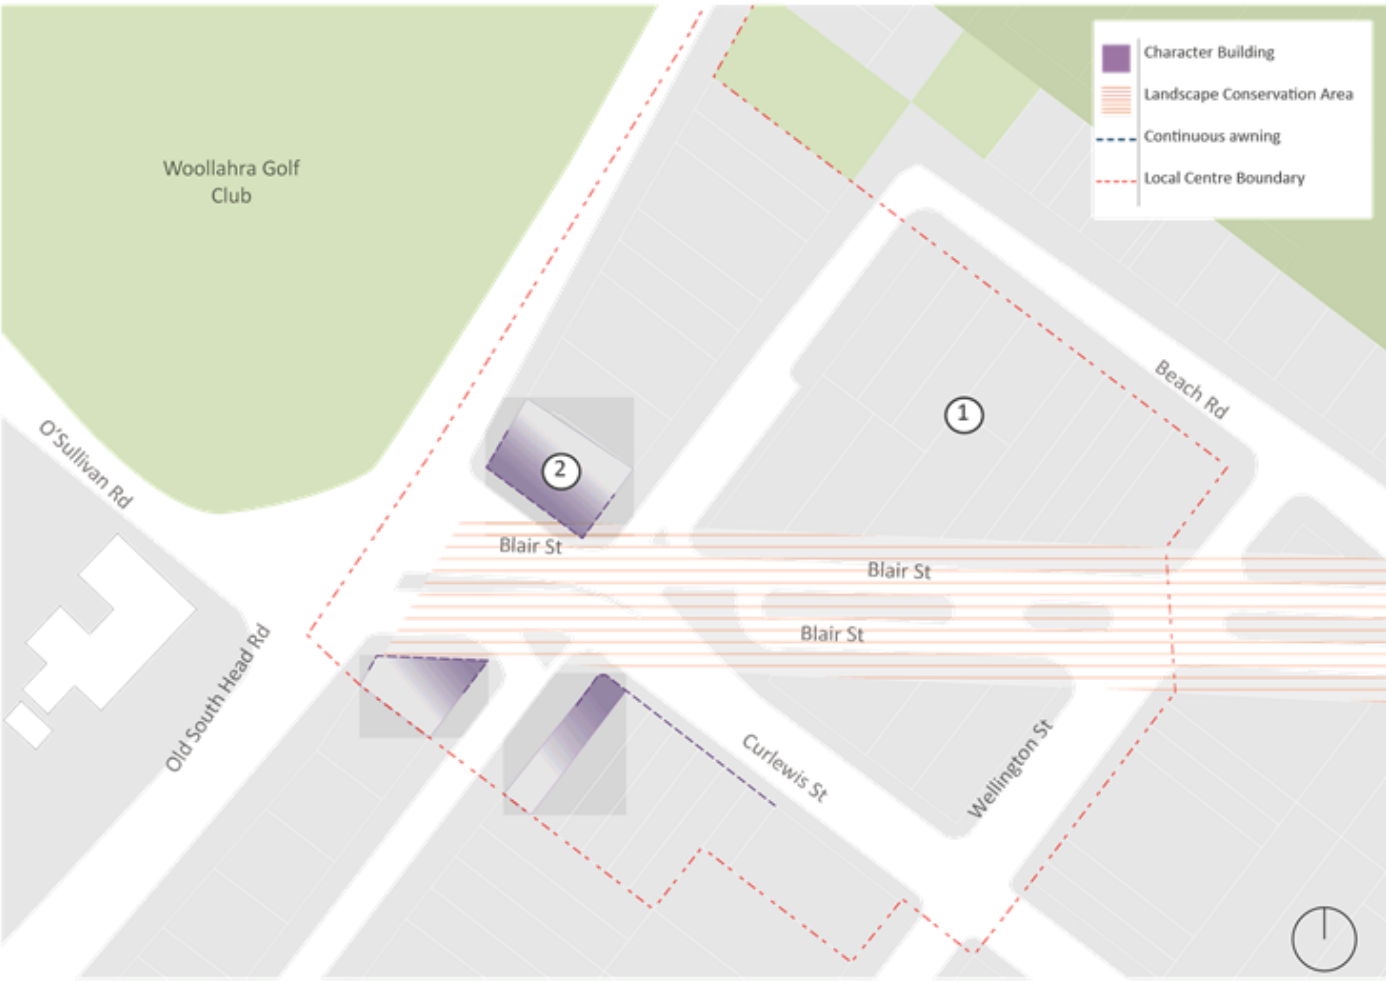 Character Building
Landscape Conservation Area
Continuous awning
Local Centre Boundary
Woollahra Golf
Club
Beach Rd
1
O'Sullivan Rd
2
Blair St
Blair St
Blair St
Old South Head Rd
Curlewis St
Wellington St